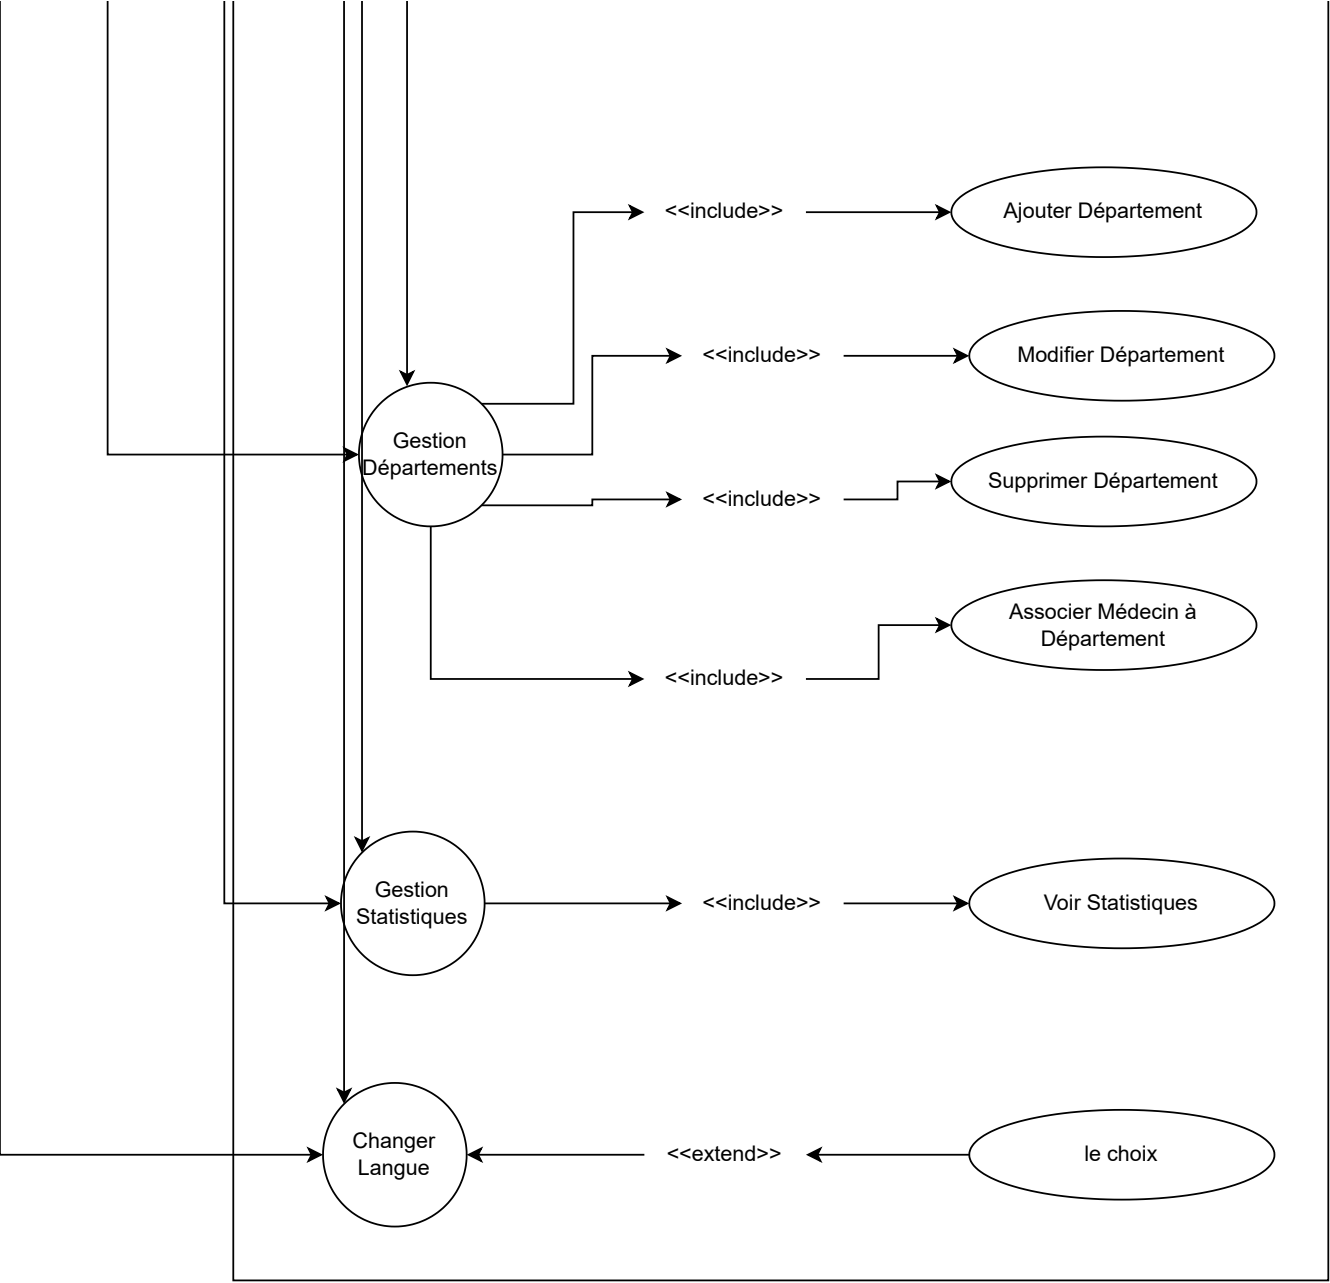 <<include>>
Ajouter Département
<<include>>
Modifier Département
Gestion
Départements
<<include>>
Supprimer Département
<<include>>
Associer Médecin à
Département
Gestion
Statistiques
<<include>>
Voir Statistiques
Changer
Langue
<<extend>>
le choix